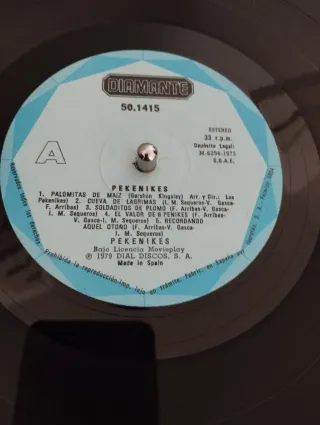 DIAMANTE
50.1415
ESTEREO
33 r.p.m.
Depósito Legal:
S.G.A.E.
A
PEKENIKES
1. PALOMITAS DE MAIZ (Gershon Kingsley) Arr. y Dir.: Los
Pekenikes) 2. CUEVA DE LAGRIMAS (I. M. Sequeros-V. Gasca-
F. Arribas) 3. SOLDADITOS DE PLOMO (F. Arribas-V. Gasca-
I. M. Sequeros) 4. EL VALOR DE 6 PENIKES (F. Arribas-
V. Gasca-I. M. Sequeros) 5. RECORDANDO
AQUEL OTOÑO (F. Arribas-V. Gasca-
I. M. Sequeros)
PEKENIKES
Bajo Licencia Movieplay
℗ 1979 DIAL DISCOS, S. A.
Made in Spain